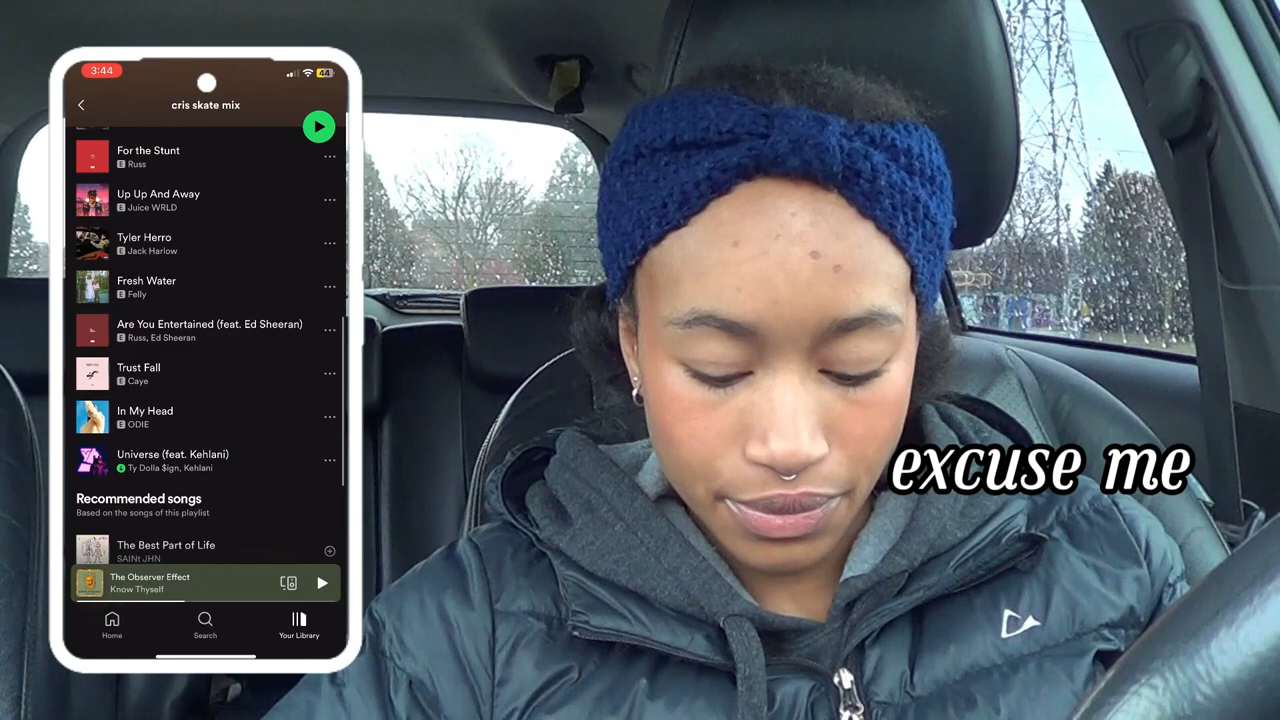 3:44
44
cris skate mix
For the Stunt
E Russ
Up Up And Away
E Juice WRLD
Tyler Herro
E Jack Harlow
Fresh Water
E Felly
Are You Entertained (feat. Ed Sheeran)
E Russ, Ed Sheeran
Trust Fall
E Caye
In My Head
E ODIE
Universe (feat. Kehlani)
Ty Dolla $ign, Kehlani
Recommended songs
Based on the songs of this playlist
The Best Part of Life
SAINt JHN
The Observer Effect
Know Thyself
Home
Search
Your Library
excuse me